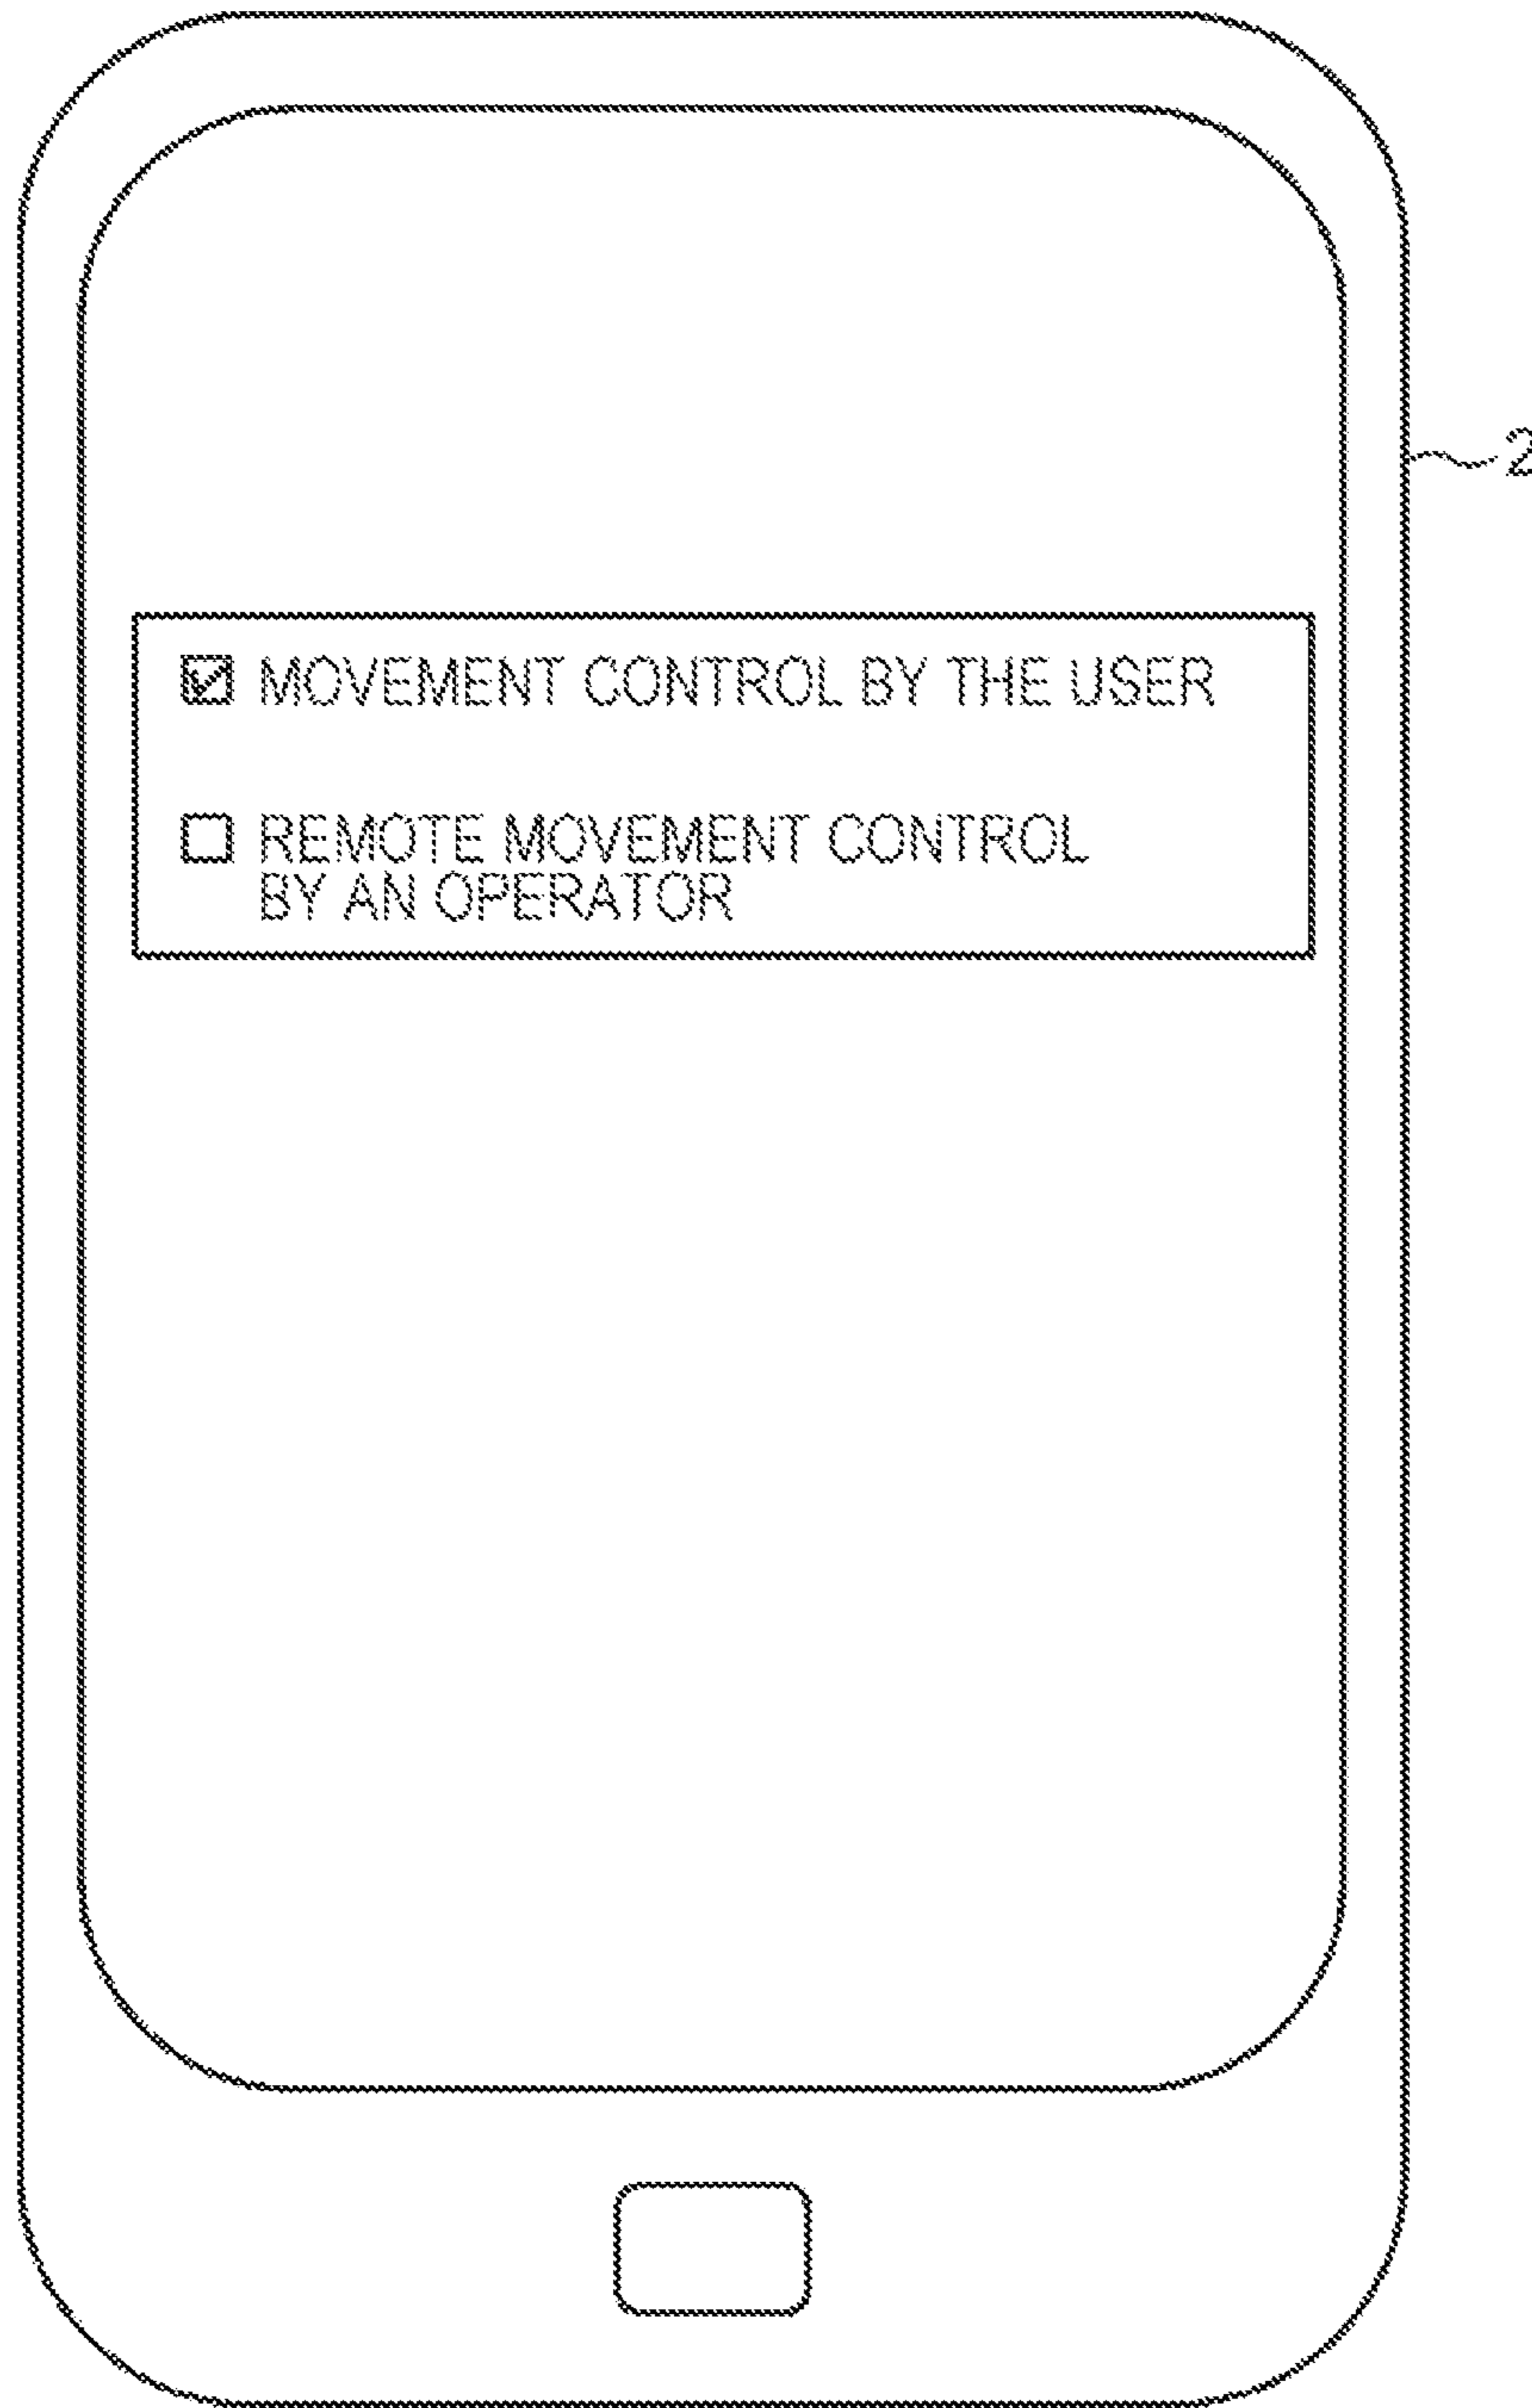 2
MOVEMENT CONTROL BY THE USER
REMOTE MOVEMENT CONTROL
BY AN OPERATOR